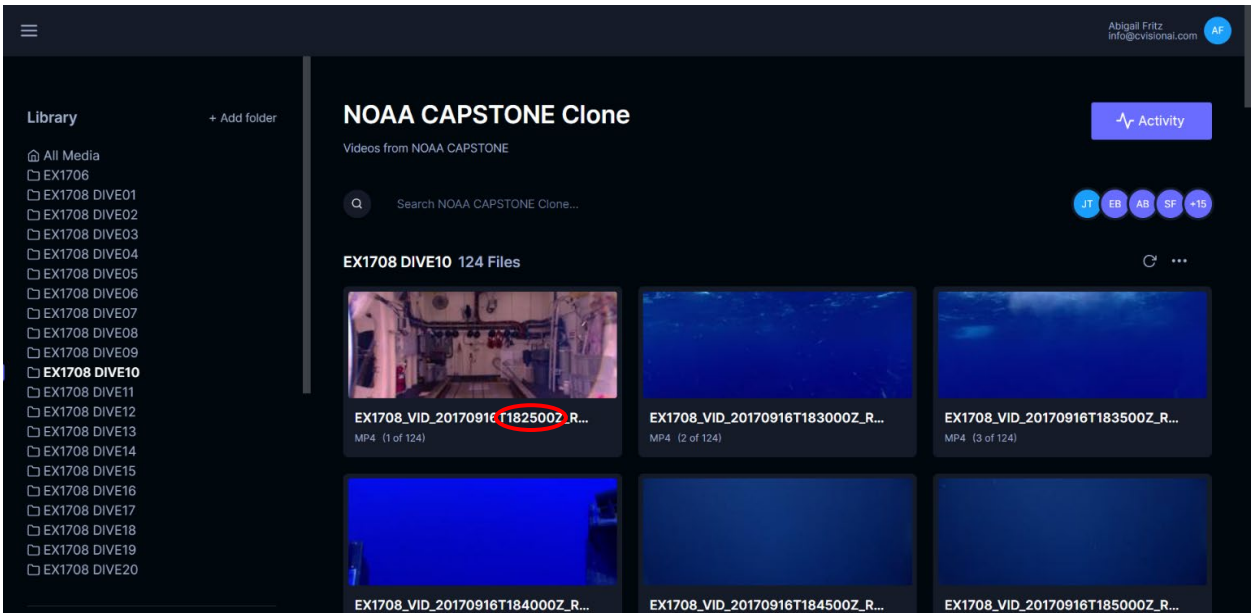 Abigail Fritz
info@cvisionai.com
AF
Library
+ Add folder
All Media
EX1706
EX1708 DIVE01
EX1708 DIVE02
EX1708 DIVE03
EX1708 DIVE04
EX1708 DIVE05
EX1708 DIVE06
EX1708 DIVE07
EX1708 DIVE08
EX1708 DIVE09
EX1708 DIVE10
EX1708 DIVE11
EX1708 DIVE12
EX1708 DIVE13
EX1708 DIVE14
EX1708 DIVE15
EX1708 DIVE16
EX1708 DIVE17
EX1708 DIVE18
EX1708 DIVE19
EX1708 DIVE20
NOAA CAPSTONE Clone
Activity
Videos from NOAA CAPSTONE
Search NOAA CAPSTONE Clone...
JT EB AB SF +15
EX1708 DIVE10 124 Files
EX1708_VID_20170916T182500Z_R...
MP4 (1 of 124)
EX1708_VID_20170916T183000Z_R...
MP4 (2 of 124)
EX1708_VID_20170916T183500Z_R...
MP4 (3 of 124)
EX1708_VID_20170916T184000Z_R...
EX1708_VID_20170916T184500Z_R...
EX1708_VID_20170916T185000Z_R...